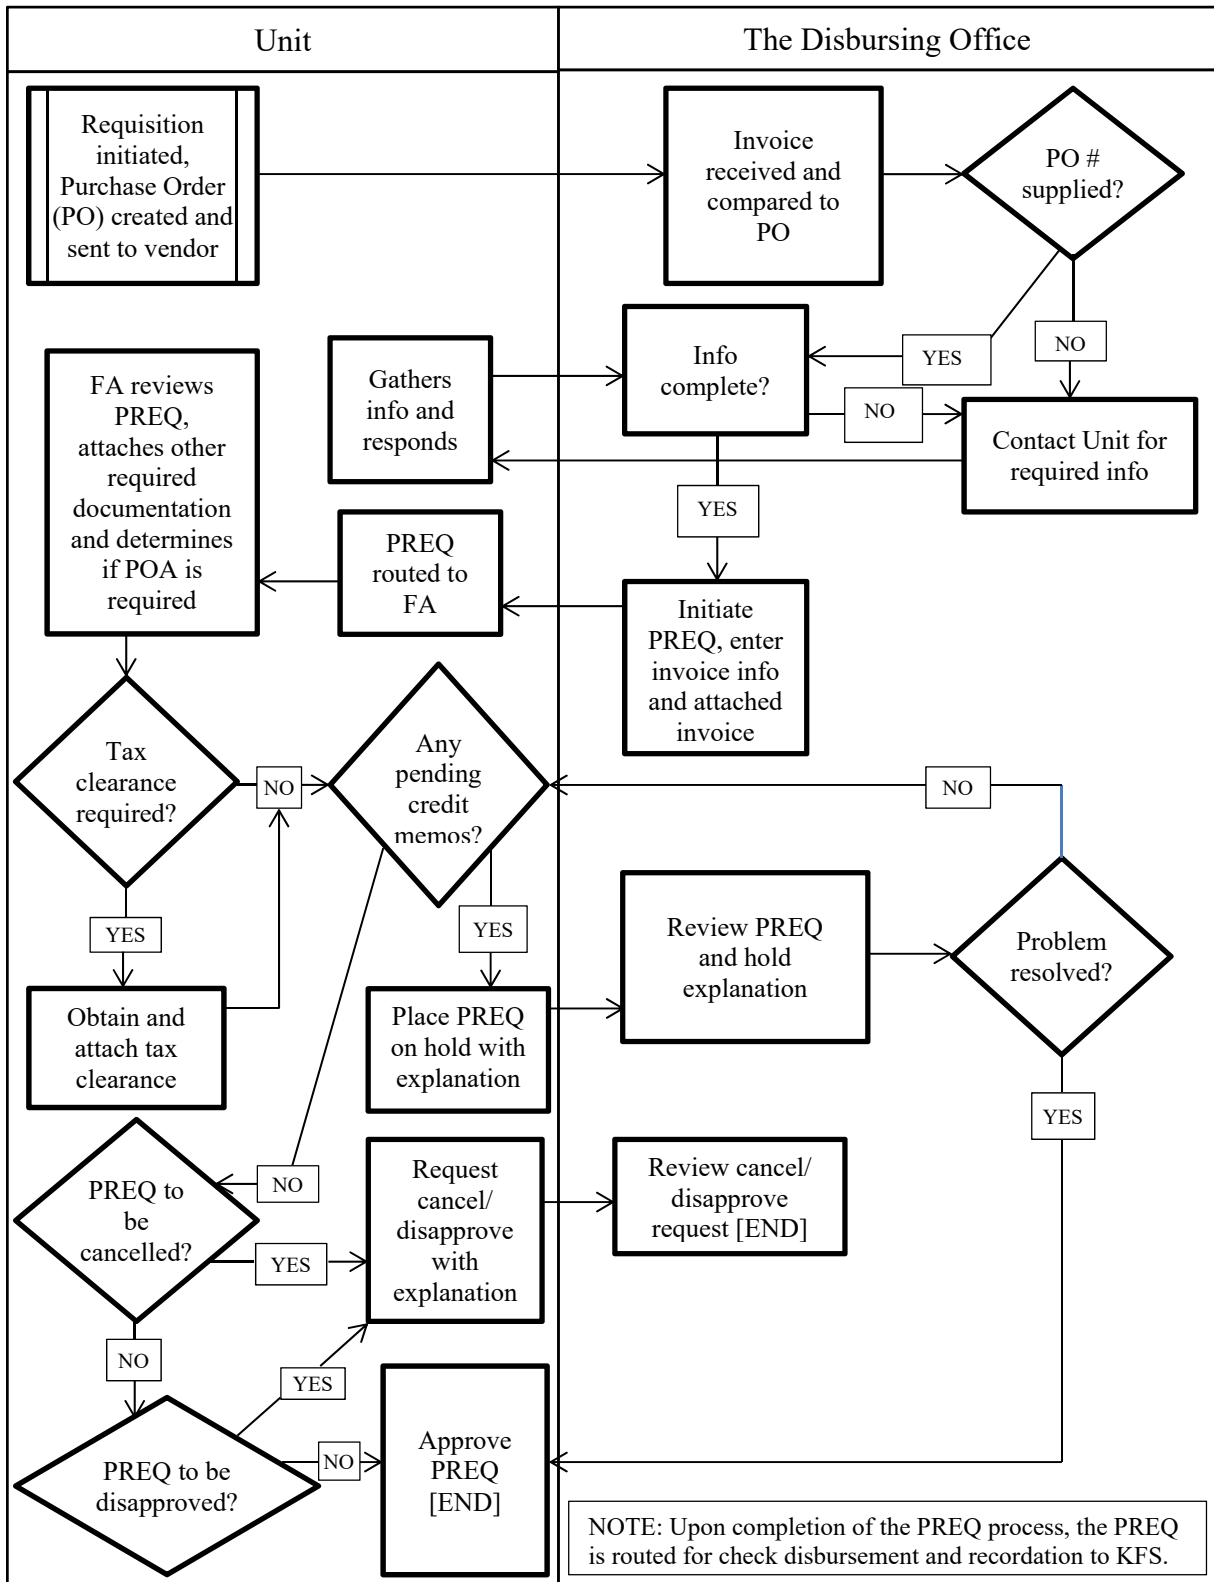 Unit
The Disbursing Office
Requisition
initiated,
Purchase Order
(PO) created and
sent to vendor
Invoice
received and
compared to
PO
PO #
supplied?
YES
NO
Info
complete?
NO
Contact Unit for
required info
Gathers
info and
responds
YES
Initiate
PREQ, enter
invoice info
and attached
invoice
PREQ
routed to
FA
FA reviews
PREQ,
attaches other
required
documentation
and determines
if POA is
required
Tax
clearance
required?
NO
YES
Obtain and
attach tax
clearance
Any
pending
credit
memos?
YES
NO
Place PREQ
on hold with
explanation
Review PREQ
and hold
explanation
Problem
resolved?
NO
YES
PREQ to
be
cancelled?
YES
NO
Request
cancel/
disapprove
with
explanation
Review cancel/
disapprove
request [END]
PREQ to be
disapproved?
YES
NO
Approve
PREQ
[END]
NOTE: Upon completion of the PREQ process, the PREQ
is routed for check disbursement and recordation to KFS.